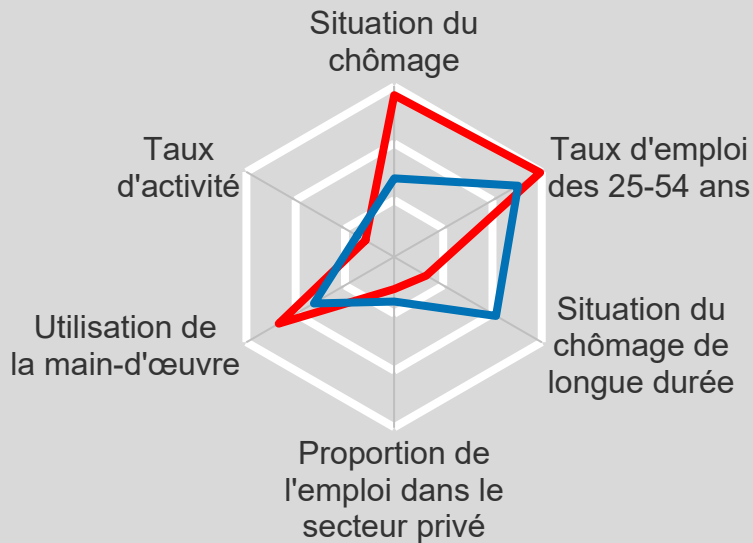 Situation du
chômage
Taux d'emploi
des 25-54 ans
Situation du
chômage de
longue durée
Proportion de
l'emploi dans le
secteur privé
Utilisation de
la main-d'œuvre
Taux
d'activité